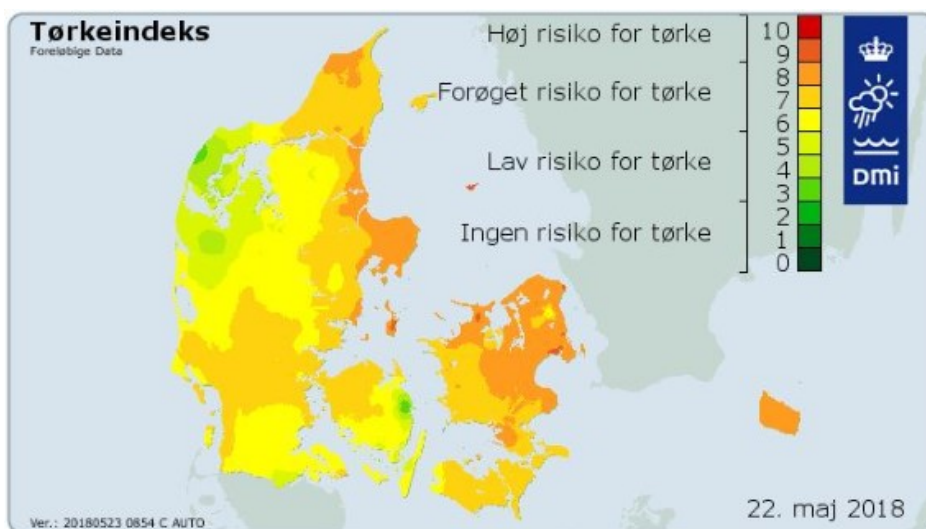 Tørkeindeks
Foreløbige Data
Høj risiko for tørke
Forøget risiko for tørke
Lav risiko for tørke
Ingen risiko for tørke
10
9
8
7
6
5
4
3
2
1
0
DMi
22. maj 2018
Ver.: 20180523 0854 C AUTO